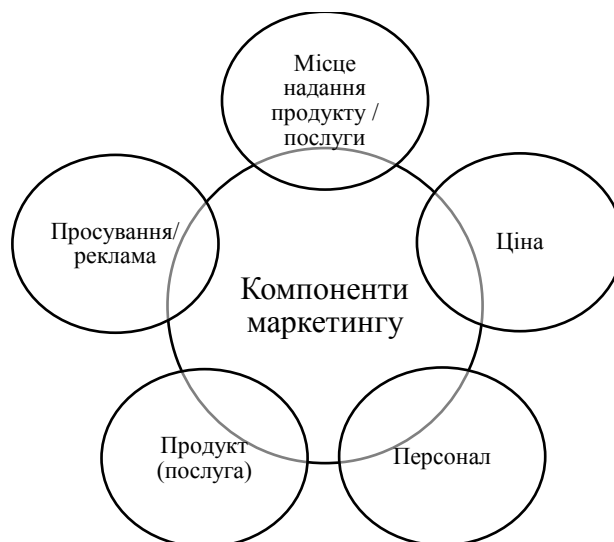 Місце
надання
продукту /
послуги
Просування/
реклама
Ціна
Компоненти
маркетингу
Продукт
(послуга)
Персонал